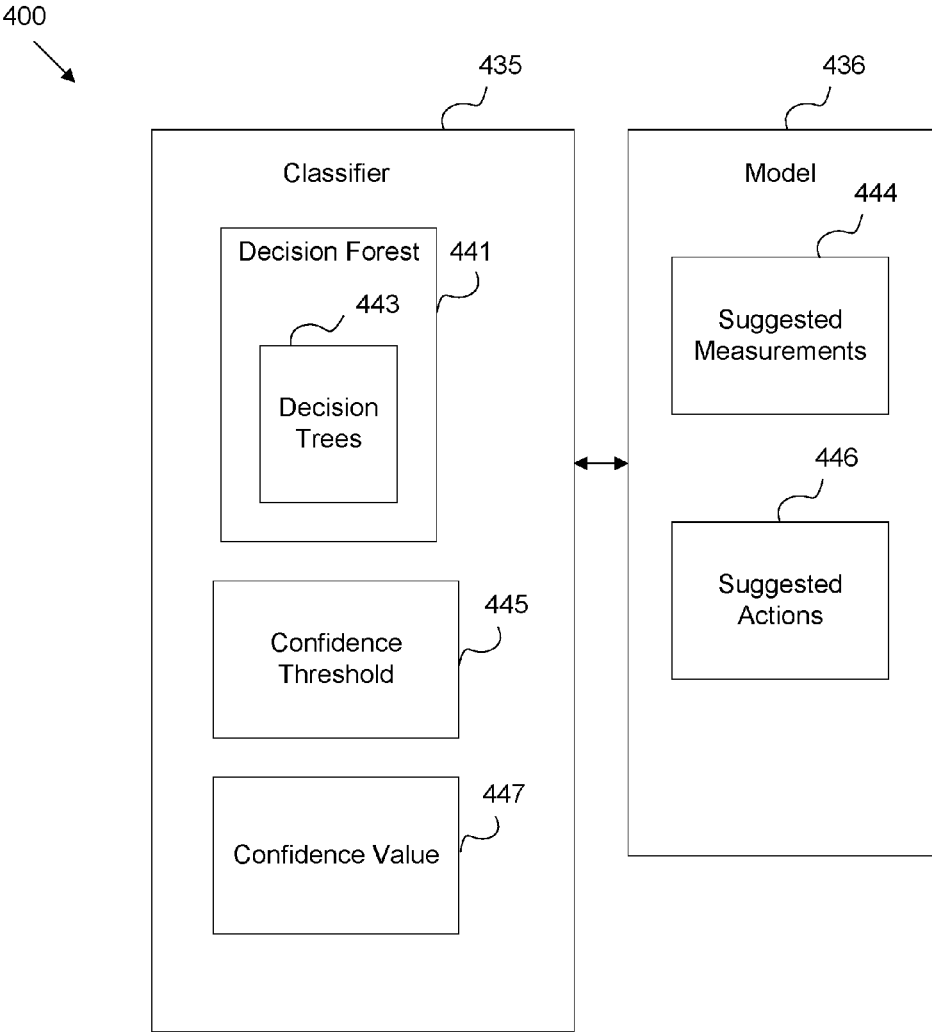 400
435
436
Classifier
Model
444
Decision Forest
441
443
Decision
Trees
Suggested
Measurements
446
Suggested
Actions
445
Confidence
Threshold
447
Confidence Value